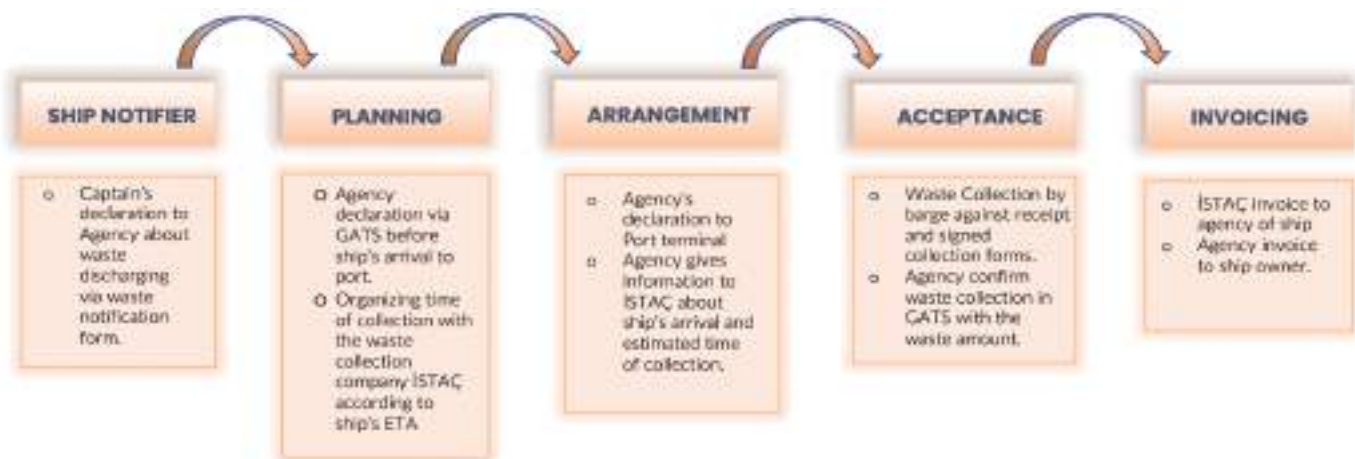 SHIP NOTIFIER
o Captain's
declaration to
Agency about
waste
discharging
via waste
notification
form.
PLANNING
o Agency
declaration via
GATS before
ship's arrival to
port.
o Organizing time
of collection with
the waste
collection
company İSTAÇ
according to
ship's ETA
ARRANGEMENT
o Agency's
declaration to
Port terminal
o Agency gives
information to
İSTAÇ about
ship's arrival and
estimated time
of collection.
ACCEPTANCE
o Waste Collection by
barge against receipt
and signed
collection forms.
o Agency confirm
waste collection in
GATS with the
waste amount.
INVOICING
o İSTAÇ invoice to
agency of ship
o Agency invoice
to ship owner.